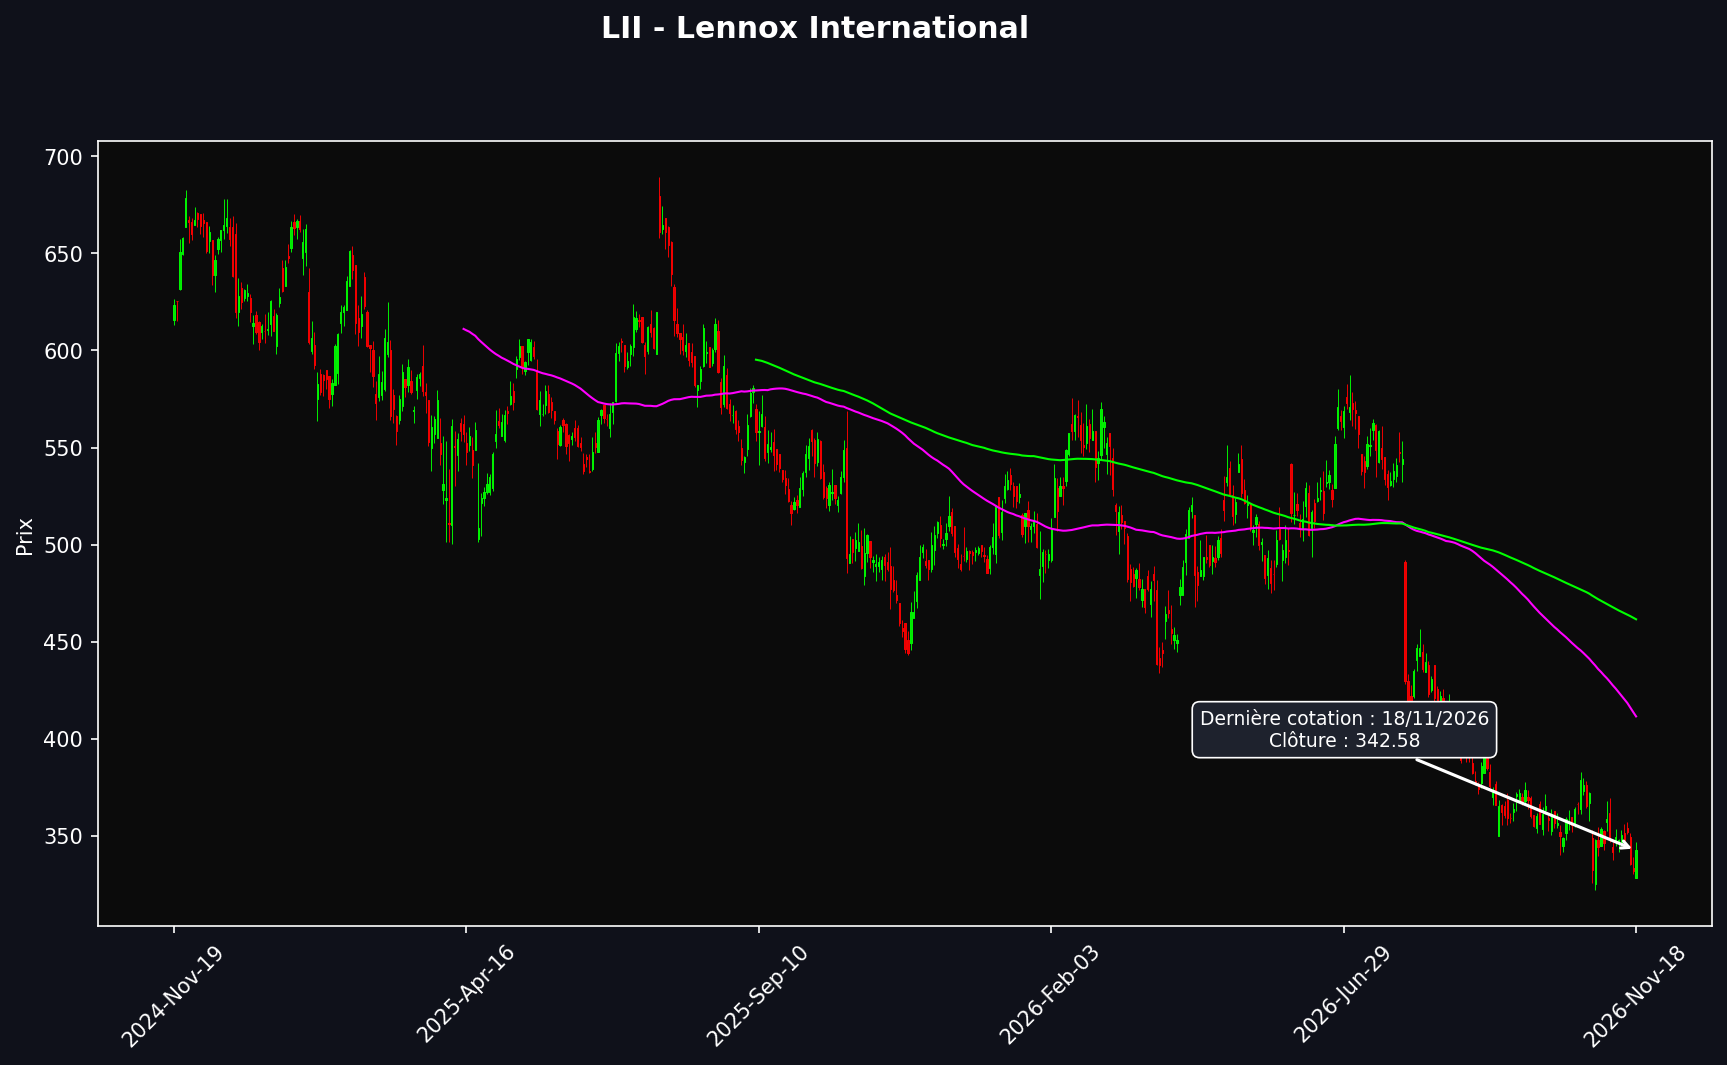 LII - Lennox International
Prix
700
650
600
550
500
450
400
350
Dernière cotation : 18/11/2026
Clôture : 342.58
2024-Nov-19
2025-Apr-16
2025-Sep-10
2026-Feb-03
2026-Jun-29
2026-Nov-18